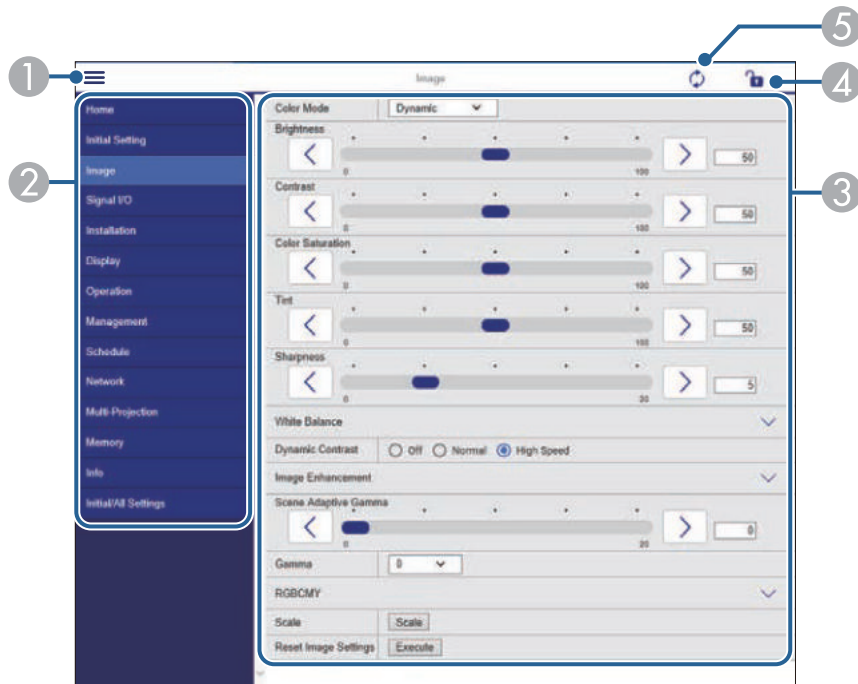 5
1
Image
4
2
Home
Initial Setting
Image
Signal I/O
Installation
Display
Operation
Management
Schedule
Network
Multi-Projection
Memory
Info
Initial/All Settings
3
Color Mode Dynamic
Brightness
0 100 50
Contrast
0 100 50
Color Saturation
0 100 50
Tint
0 100 50
Sharpness
0 20 5
White Balance
Dynamic Contrast Off Normal High Speed
Image Enhancement
Scene Adaptive Gamma
0 20 0
Gamma 0
RGBCMY
Scale Scale
Reset Image Settings Execute